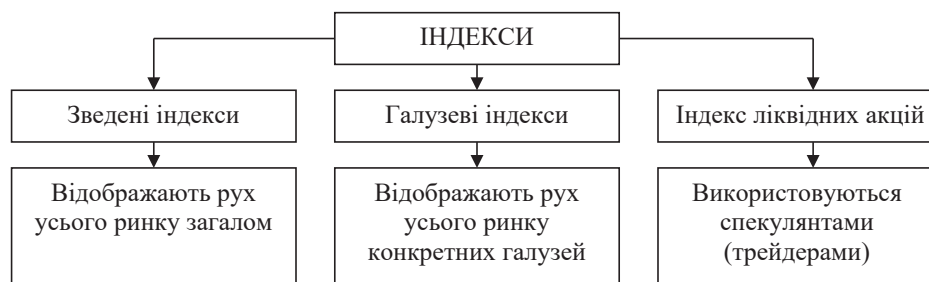 ІНДЕКСИ
Зведені індекси
Галузеві індекси
Індекс ліквідних акцій
Відображають рух
усього ринку загалом
Відображають рух
усього ринку
конкретних галузей
Використовуються
спекулянтами
(трейдерами)